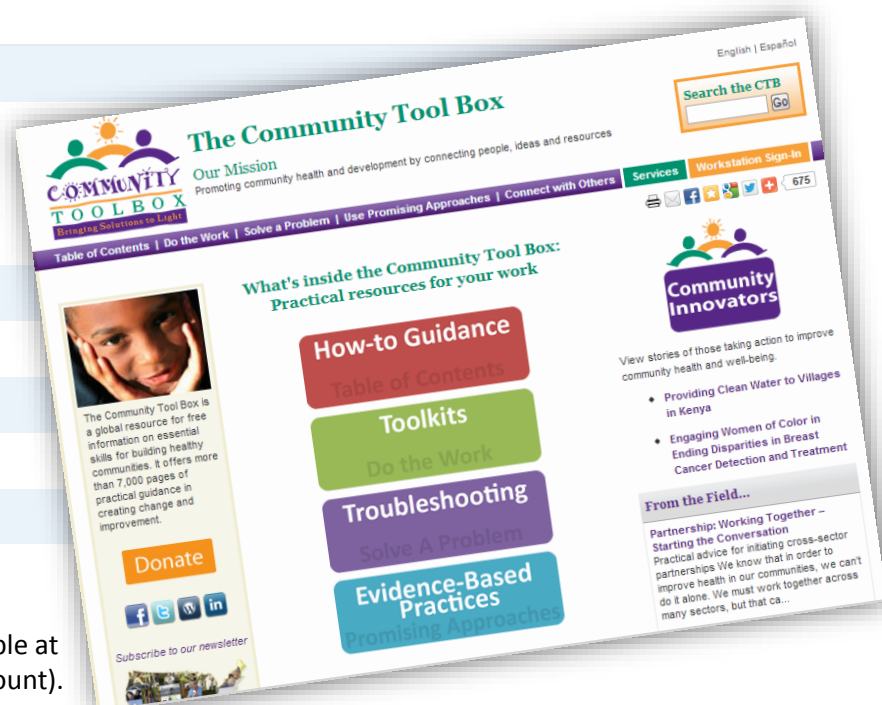 English | Español
Search the CTB
Go
COMMUNITY
TOOLBOX
Bringing Solutions to Light
The Community Tool Box
Our Mission
Promoting community health and development by connecting people, ideas and resources
Table of Contents | Do the Work | Solve a Problem | Use Promising Approaches | Connect with Others
Services
Workstation Sign-In
675
The Community Tool Box is
a global resource for free
information on essential
skills for building healthy
communities. It offers more
than 7,000 pages of
practical guidance in
creating change and
improvement.
Donate
Subscribe to our newsletter
What's inside the Community Tool Box:
Practical resources for your work
How-to Guidance
Table of Contents
Toolkits
Do the Work
Troubleshooting
Solve A Problem
Evidence-Based
Practices
Promising Approaches
Community
Innovators
View stories of those taking action to improve
community health and well-being.
Providing Clean Water to Villages
in Kenya
Engaging Women of Color in
Ending Disparities in Breast
Cancer Detection and Treatment
From the Field...
Partnership: Working Together –
Starting the Conversation
Practical advice for initiating cross-sector
partnerships We know that in order to
improve health in our communities, we can't
do it alone. We must work together across
many sectors, but that ca...
at